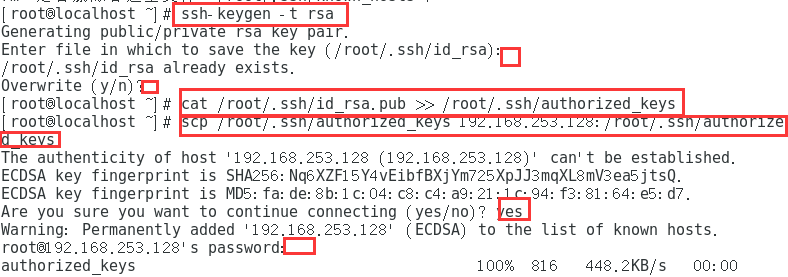 [root@localhost ~]# ssh-keygen -t rsa
Generating public/private rsa key pair.
Enter file in which to save the key (/root/.ssh/id_rsa):
/root/.ssh/id_rsa already exists.
Overwrite (y/n)?
[root@localhost ~]# cat /root/.ssh/id_rsa.pub >> /root/.ssh/authorized_keys
[root@localhost ~]# scp /root/.ssh/authorized_keys 192.168.253.128:/root/.ssh/authorize
d_keys
The authenticity of host '192.168.253.128 (192.168.253.128)' can't be established.
ECDSA key fingerprint is SHA256:Nq6XZF15Y4vEibfBXjYm725XpJJ3mqXL8mV3ea5jtsQ.
ECDSA key fingerprint is MD5:fa:de:8b:1c:04:c8:c4:a9:21:1c:94:f3:81:64:e5:d7.
Are you sure you want to continue connecting (yes/no)? yes
Warning: Permanently added '192.168.253.128' (ECDSA) to the list of known hosts.
root@192.168.253.128's password:
authorized_keys 100% 816 448.2KB/s 00:00